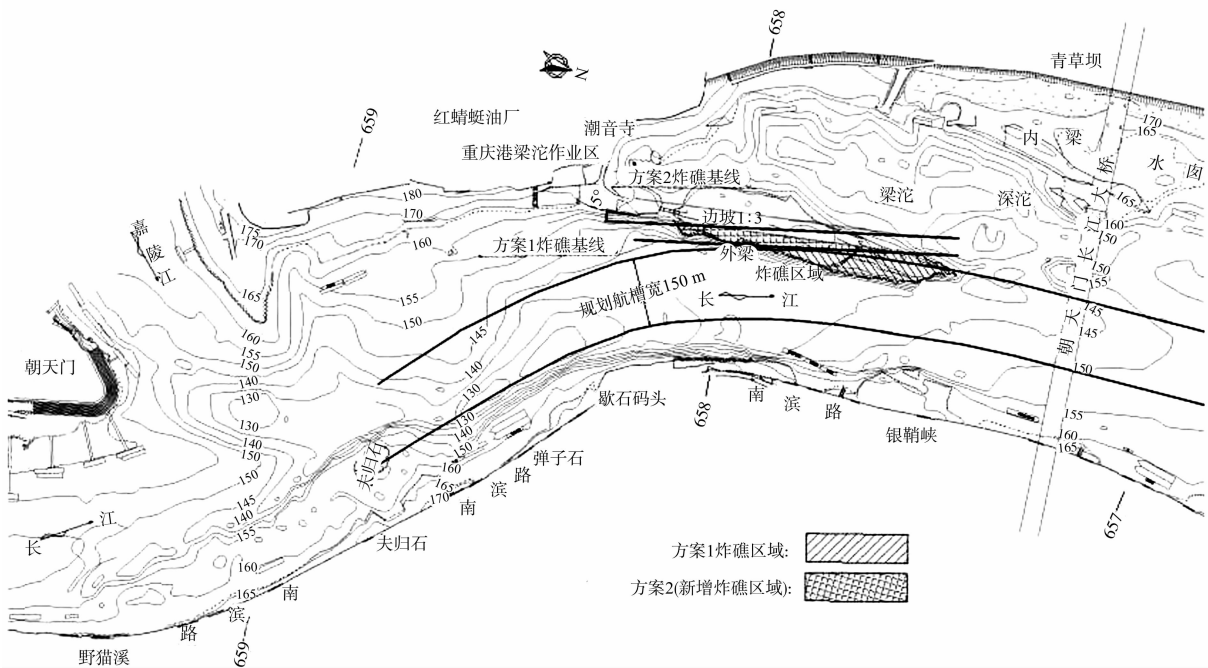 658
青草坝
659
N
红蜻蜓油厂
潮音寺
重庆港梁沱作业区
内梁
水囡
170
165
180
170
175
170
160
方案2炸礁基线
5°
梁沱
深沱
165
160
150
嘉陵江
边坡1:3
方案1炸礁基线
外梁
炸礁区域
150
150
165
155
规划航槽宽150 m
长江
145
145
150
145
160
155
150
140
130
朝天门长江大桥
150
朝天门
130
140
150
130
130
140
150
160
165
170
歇石码头
658
南滨路
银鞘峡
155
160
165
夫归石
弹子石
南滨路
657
150
145
140
155
长江
夫归石
160
165
南滨路
659
野猫溪
方案1炸礁区域:
方案2(新增炸礁区域):